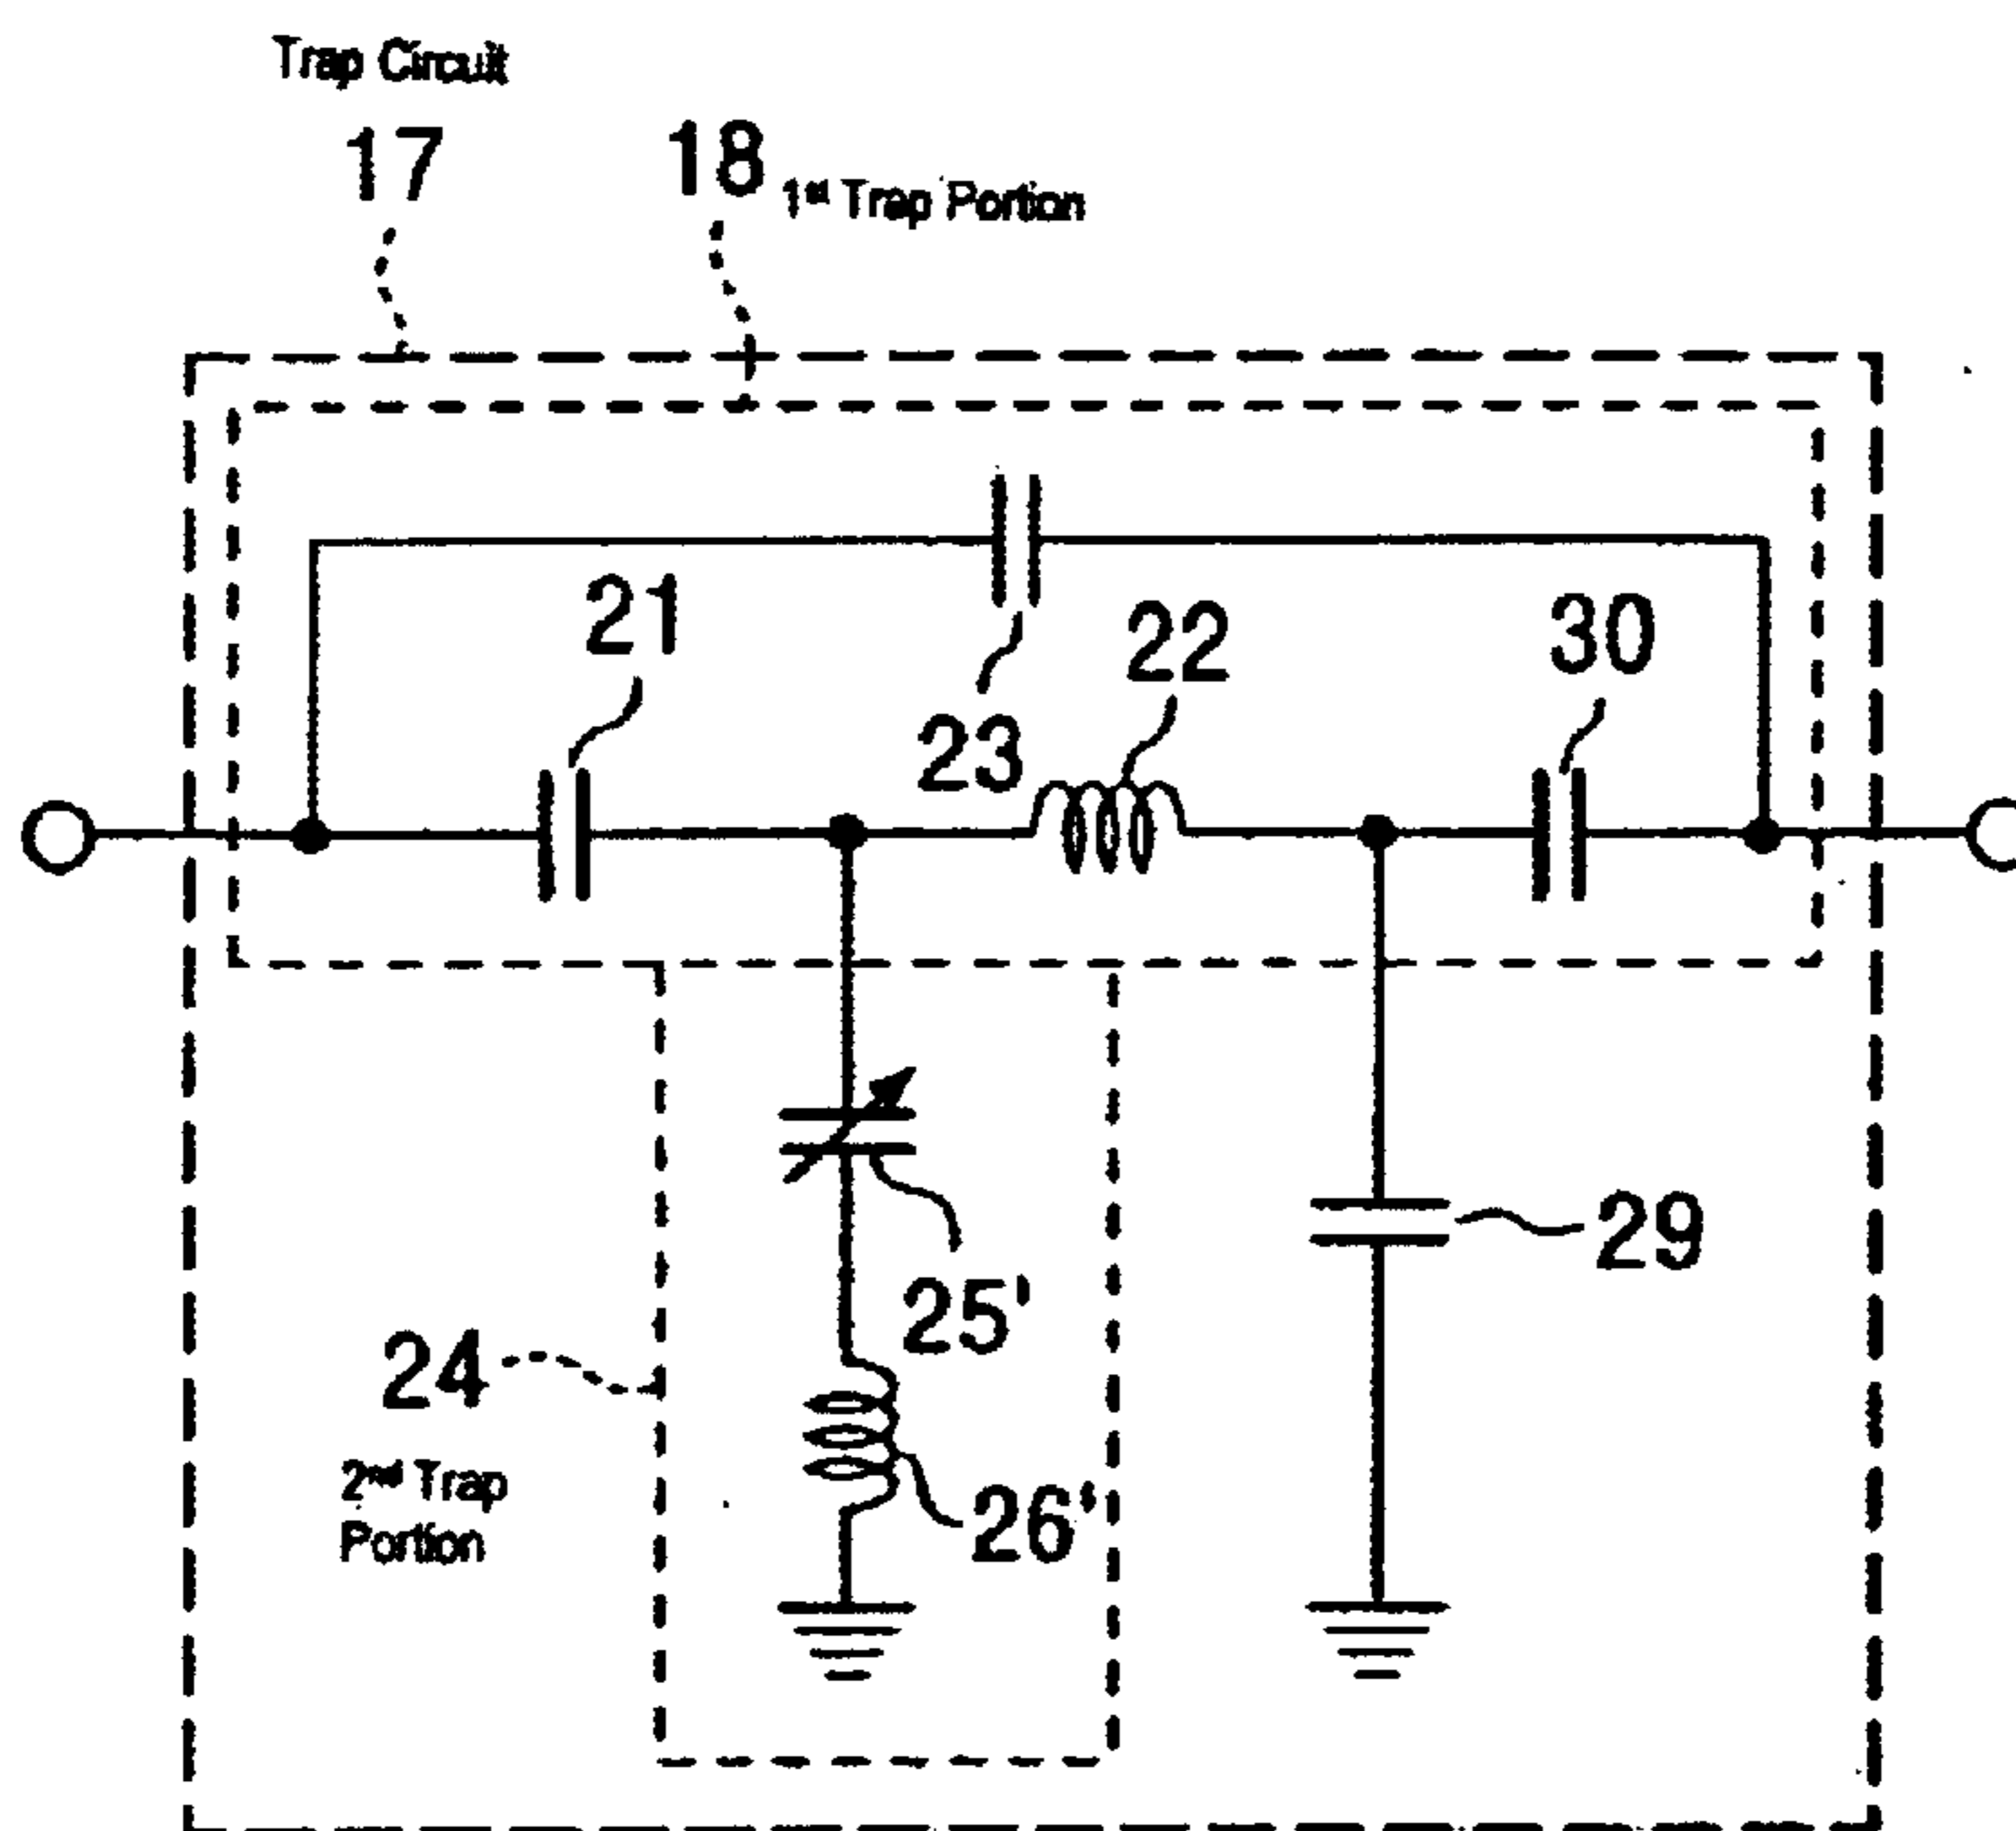 Trap Circuit
17
18 1st Trap Portion
21
22
30
23
29
25'
24
2nd Trap
Portion
26'